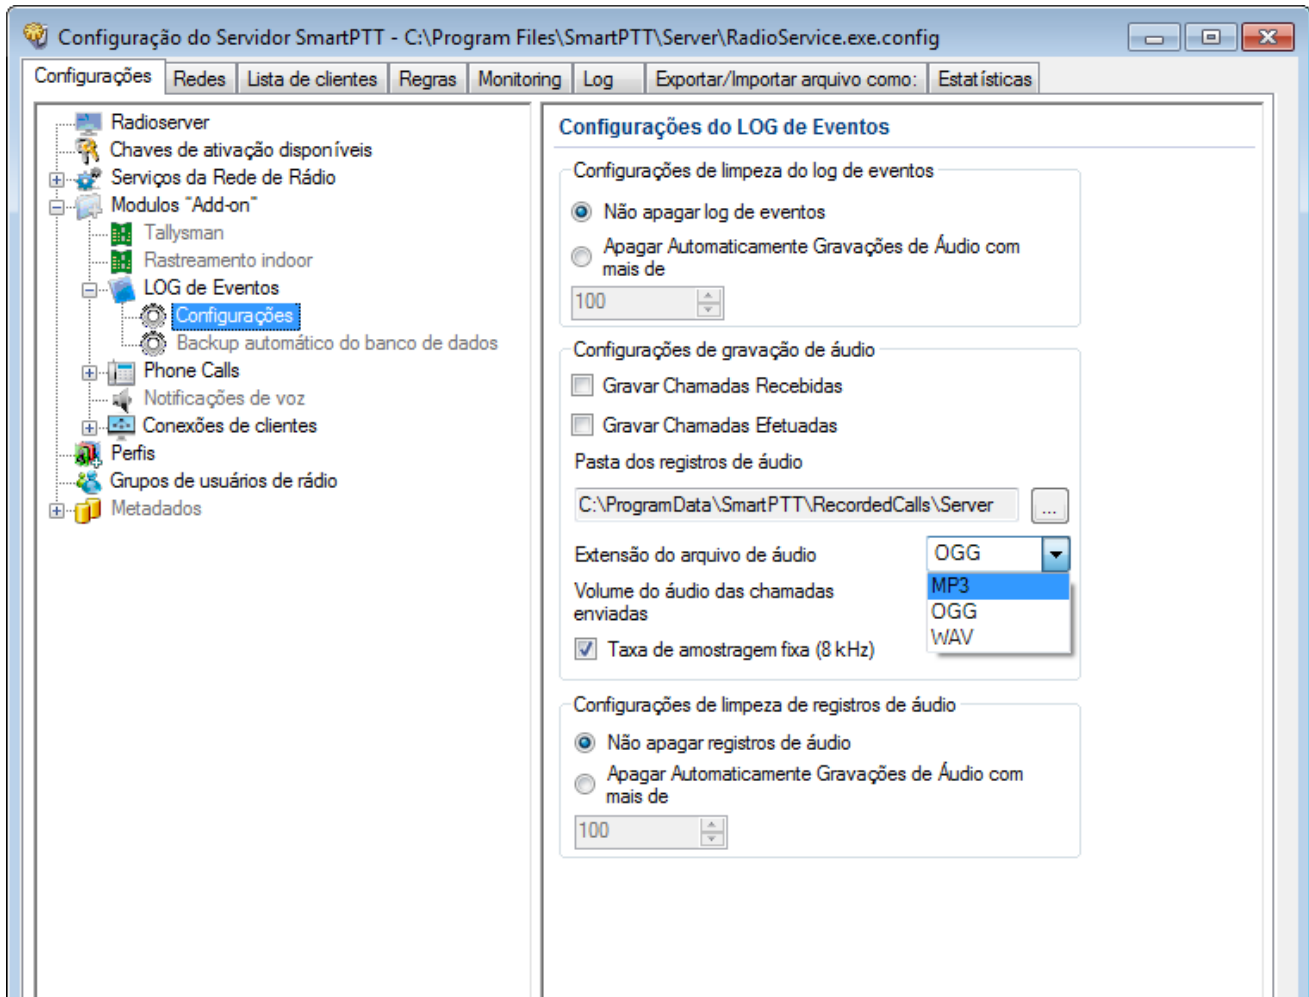 Configuração do Servidor SmartPTT - C:\Program Files\SmartPTT\Server\RadioService.exe.config
Configurações
Redes
Lista de clientes
Regras
Monitoring
Log
Exportar/Importar arquivo como:
Estatísticas
Radioserver
Chaves de ativação disponíveis
Serviços da Rede de Rádio
Modulos "Add-on"
Tallysman
Rastreamento indoor
LOG de Eventos
Configurações
Backup automático do banco de dados
Phone Calls
Notificações de voz
Conexões de clientes
Perfis
Grupos de usuários de rádio
Metadados
Configurações do LOG de Eventos
Configurações de limpeza do log de eventos
Não apagar log de eventos
Apagar Automaticamente Gravações de Áudio com
mais de
100
Configurações de gravação de áudio
Gravar Chamadas Recebidas
Gravar Chamadas Efetuadas
Pasta dos registros de áudio
C:\ProgramData\SmartPTT\RecordedCalls\Server
...
Extensão do arquivo de áudio
OGG
MP3
OGG
WAV
Volume do áudio das chamadas
enviadas
Taxa de amostragem fixa (8 kHz)
Configurações de limpeza de registros de áudio
Não apagar registros de áudio
Apagar Automaticamente Gravações de Áudio com
mais de
100